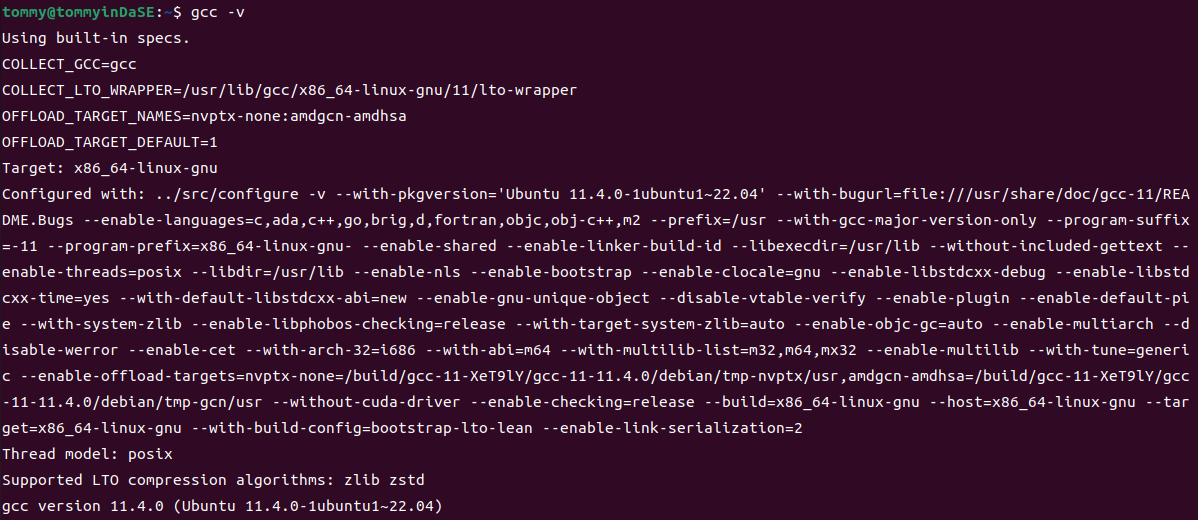 tommy@tommyinDaSE:~$ gcc -v
Using built-in specs.
COLLECT_GCC=gcc
COLLECT_LTO_WRAPPER=/usr/lib/gcc/x86_64-linux-gnu/11/lto-wrapper
OFFLOAD_TARGET_NAMES=nvptx-none:amdgcn-amdhsa
OFFLOAD_TARGET_DEFAULT=1
Target: x86_64-linux-gnu
Configured with: ../src/configure -v --with-pkgversion='Ubuntu 11.4.0-1ubuntu1~22.04' --with-bugurl=file:///usr/share/doc/gcc-11/REA
DME.Bugs --enable-languages=c,ada,c++,go,brig,d,fortran,objc,obj-c++,m2 --prefix=/usr --with-gcc-major-version-only --program-suffix
=-11 --program-prefix=x86_64-linux-gnu- --enable-shared --enable-linker-build-id --libexecdir=/usr/lib --without-included-gettext --
enable-threads=posix --libdir=/usr/lib --enable-nls --enable-bootstrap --enable-clocale=gnu --enable-libstdcxx-debug --enable-libstd
cxx-time=yes --with-default-libstdcxx-abi=new --enable-gnu-unique-object --disable-vtable-verify --enable-plugin --enable-default-pi
e --with-system-zlib --enable-libphobos-checking=release --with-target-system-zlib=auto --enable-objc-gc=auto --enable-multiarch --d
isable-werror --enable-cet --with-arch-32=i686 --with-abi=m64 --with-multilib-list=m32,m64,mx32 --enable-multilib --with-tune=generi
c --enable-offload-targets=nvptx-none=/build/gcc-11-XeT9lY/gcc-11-11.4.0/debian/tmp-nvptx/usr,amdgcn-amdhsa=/build/gcc-11-XeT9lY/gcc
-11-11.4.0/debian/tmp-gcn/usr --without-cuda-driver --enable-checking=release --build=x86_64-linux-gnu --host=x86_64-linux-gnu --tar
get=x86_64-linux-gnu --with-build-config=bootstrap-lto-lean --enable-link-serialization=2
Thread model: posix
Supported LTO compression algorithms: zlib zstd
gcc version 11.4.0 (Ubuntu 11.4.0-1ubuntu1~22.04)